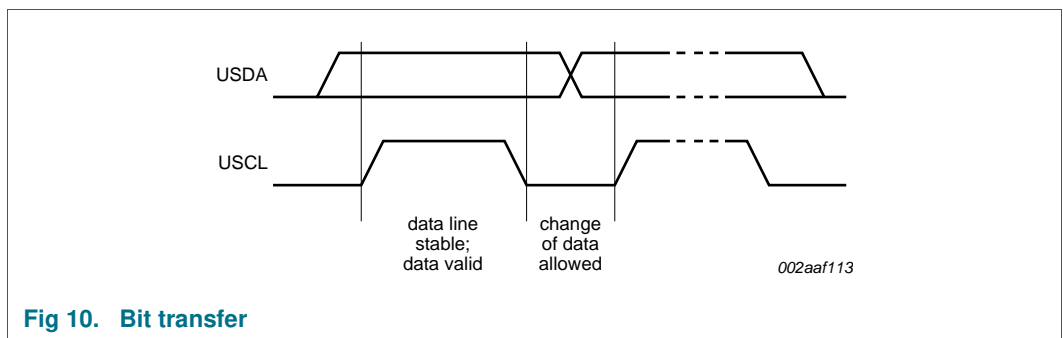 USDA
USCL
data line
stable;
data valid
change
of data
allowed
002aaf113
Fig 10. Bit transfer